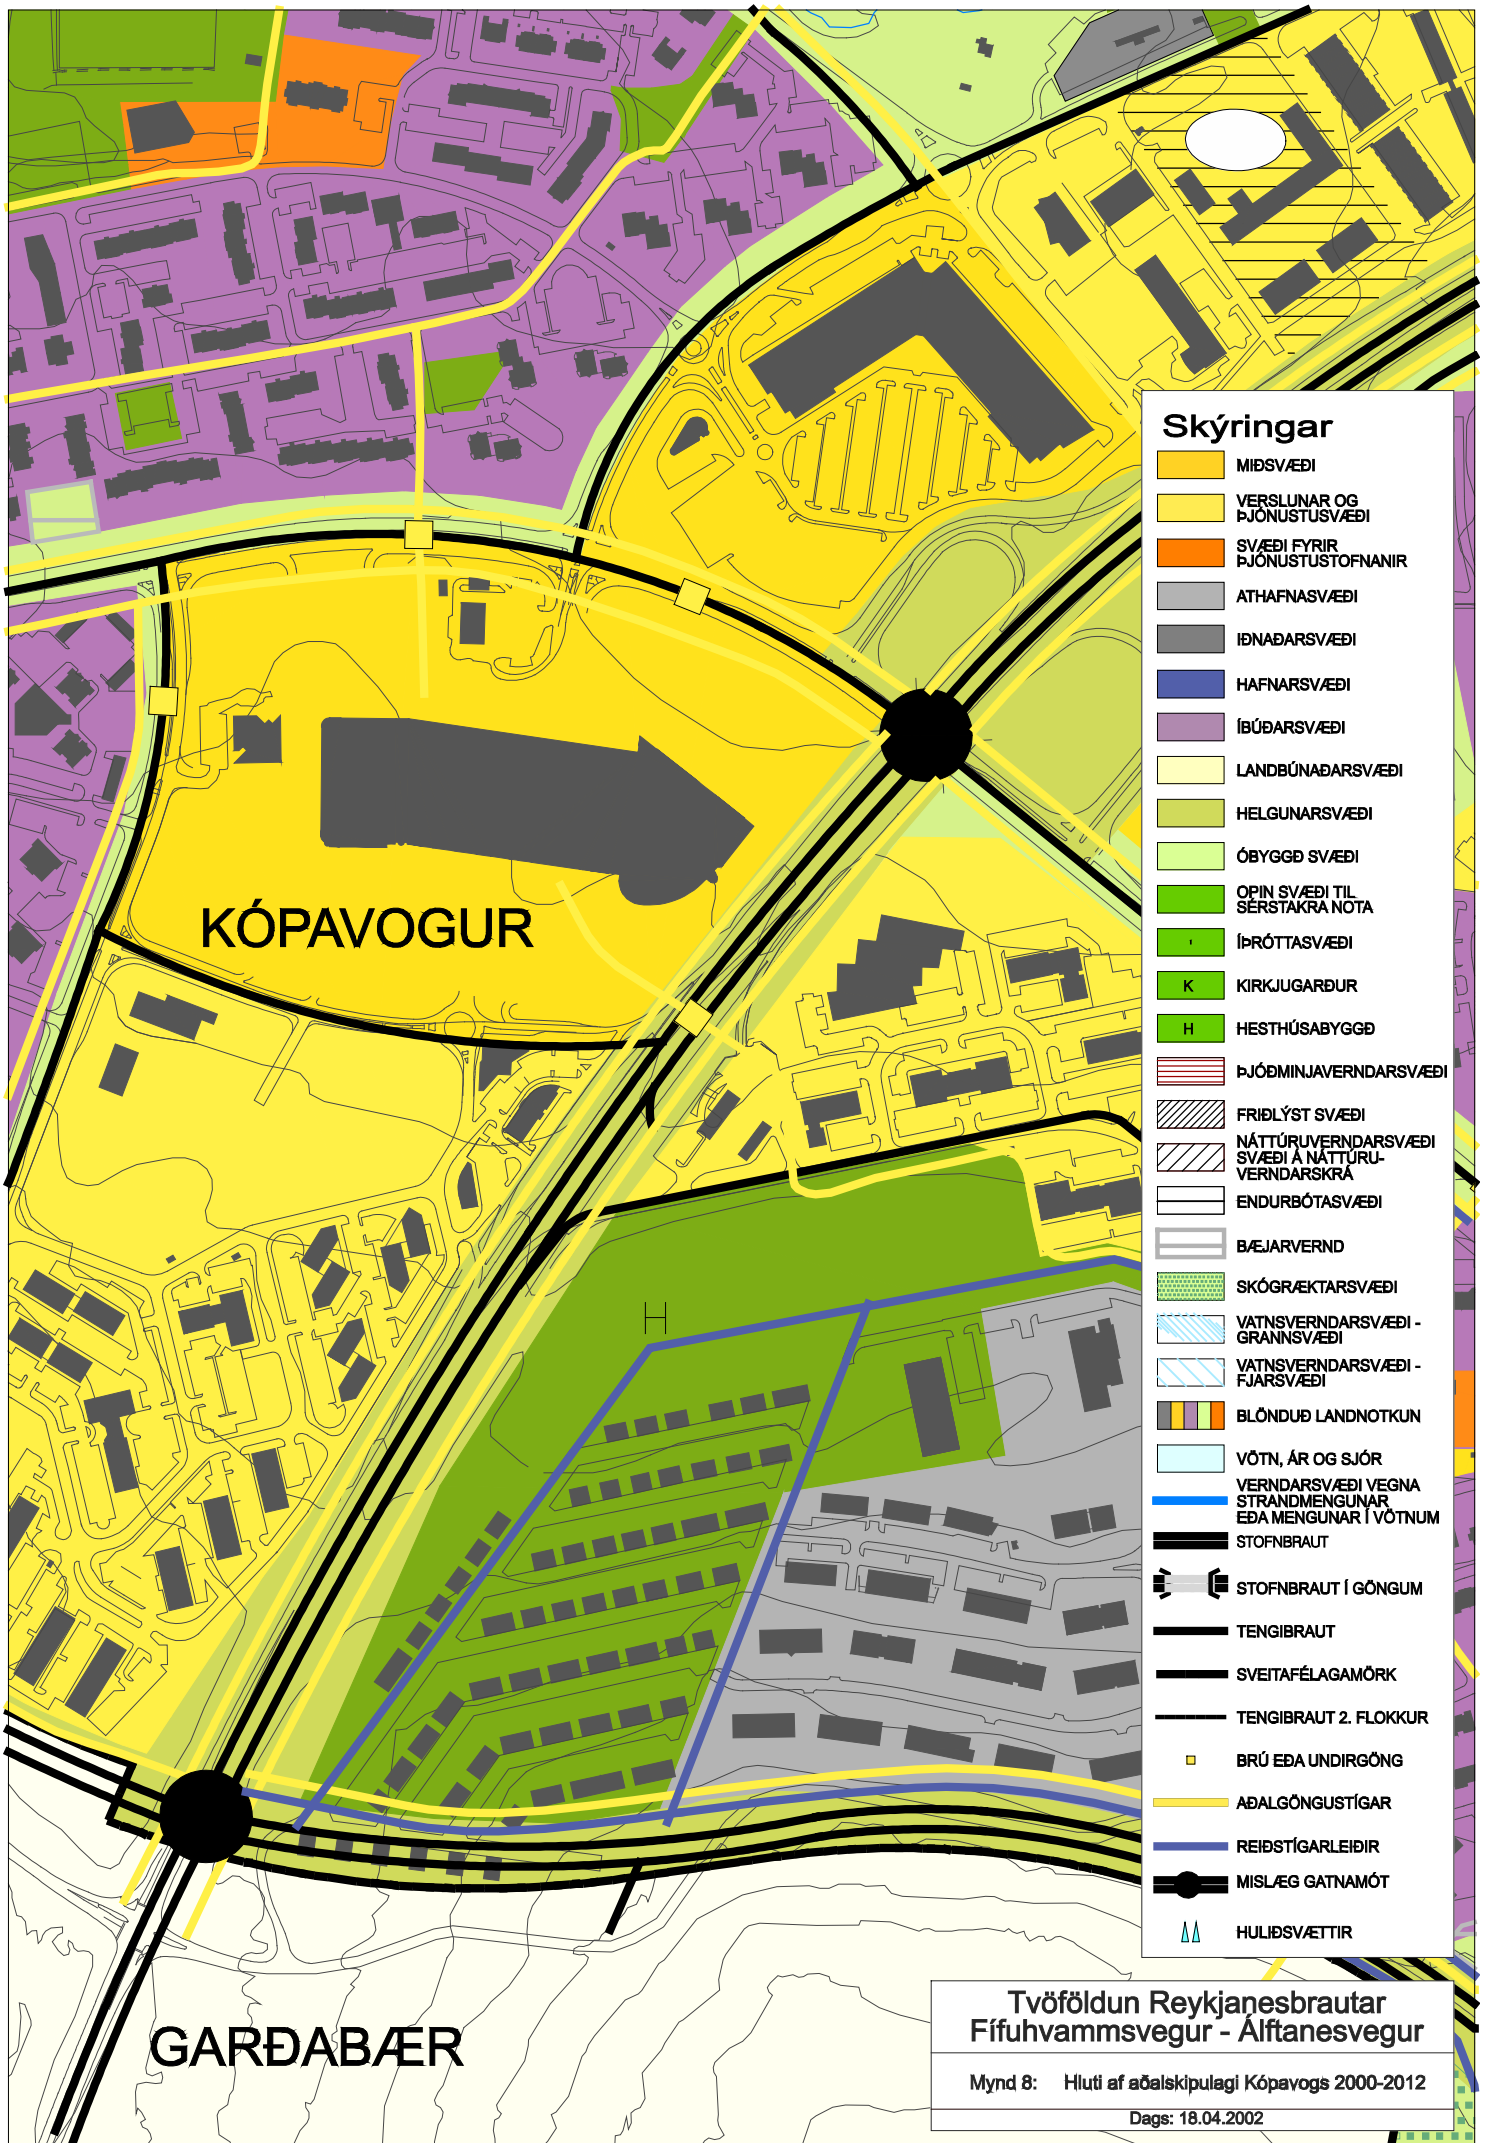 KÓPAVOGUR
H
GARÐABÆR
Skýringar
MIÐSVÆÐI
VERSLUNAR OG
ÞJÓNUSTUSVÆÐI
SVÆÐI FYRIR
ÞJÓNUSTUSTOFNANIR
ATHAFNASVÆÐI
IÐNAÐARSVÆÐI
HAFNARSVÆÐI
ÍBÚÐARSVÆÐI
LANDBÚNAÐARSVÆÐI
HELGUNARSVÆÐI
ÓBYGGÐ SVÆÐI
OPIN SVÆÐI TIL
SÉRSTAKRA NOTA
ÍÞRÓTTASVÆÐI
K KIRKJUGARÐUR
H HESTHÚSABYGGÐ
ÞJÓÐMINJAVERNDARSVÆÐI
FRIÐLÝST SVÆÐI
NÁTTÚRUVERNDARSVÆÐI
SVÆÐI Á NÁTTÚRU-
VERNDARSKRÁ
ENDURBÓTASVÆÐI
BÆJARVERND
SKÓGRÆKTARSVÆÐI
VATNSVERNDARSVÆÐI -
GRANNSVÆÐI
VATNSVERNDARSVÆÐI -
FJARSVÆÐI
BLÖNDUÐ LANDNOTKUN
VÖTN, ÁR OG SJÓR
VERNDARSVÆÐI VEGNA
STRANDMENGUNAR
EÐA MENGUNAR Í VÖTNUM
STOFNBRAUT
STOFNBRAUT Í GÖNGUM
TENGIBRAUT
SVEITAFÉLAGAMÖRK
TENGIBRAUT 2. FLOKKUR
BRÚ EÐA UNDIRGÖNG
AÐALGÖNGUSTÍGAR
REIÐSTÍGARLEIÐIR
MISLÆG GATNAMÓT
HULIÐSVÆTTIR
Tvöföldun Reykjanesbrautar
Fífuhvammsvegur - Álftanesvegur
Mynd 8: Hluti af aðalskipulagi Kópavogs 2000-2012
Dags: 18.04.2002